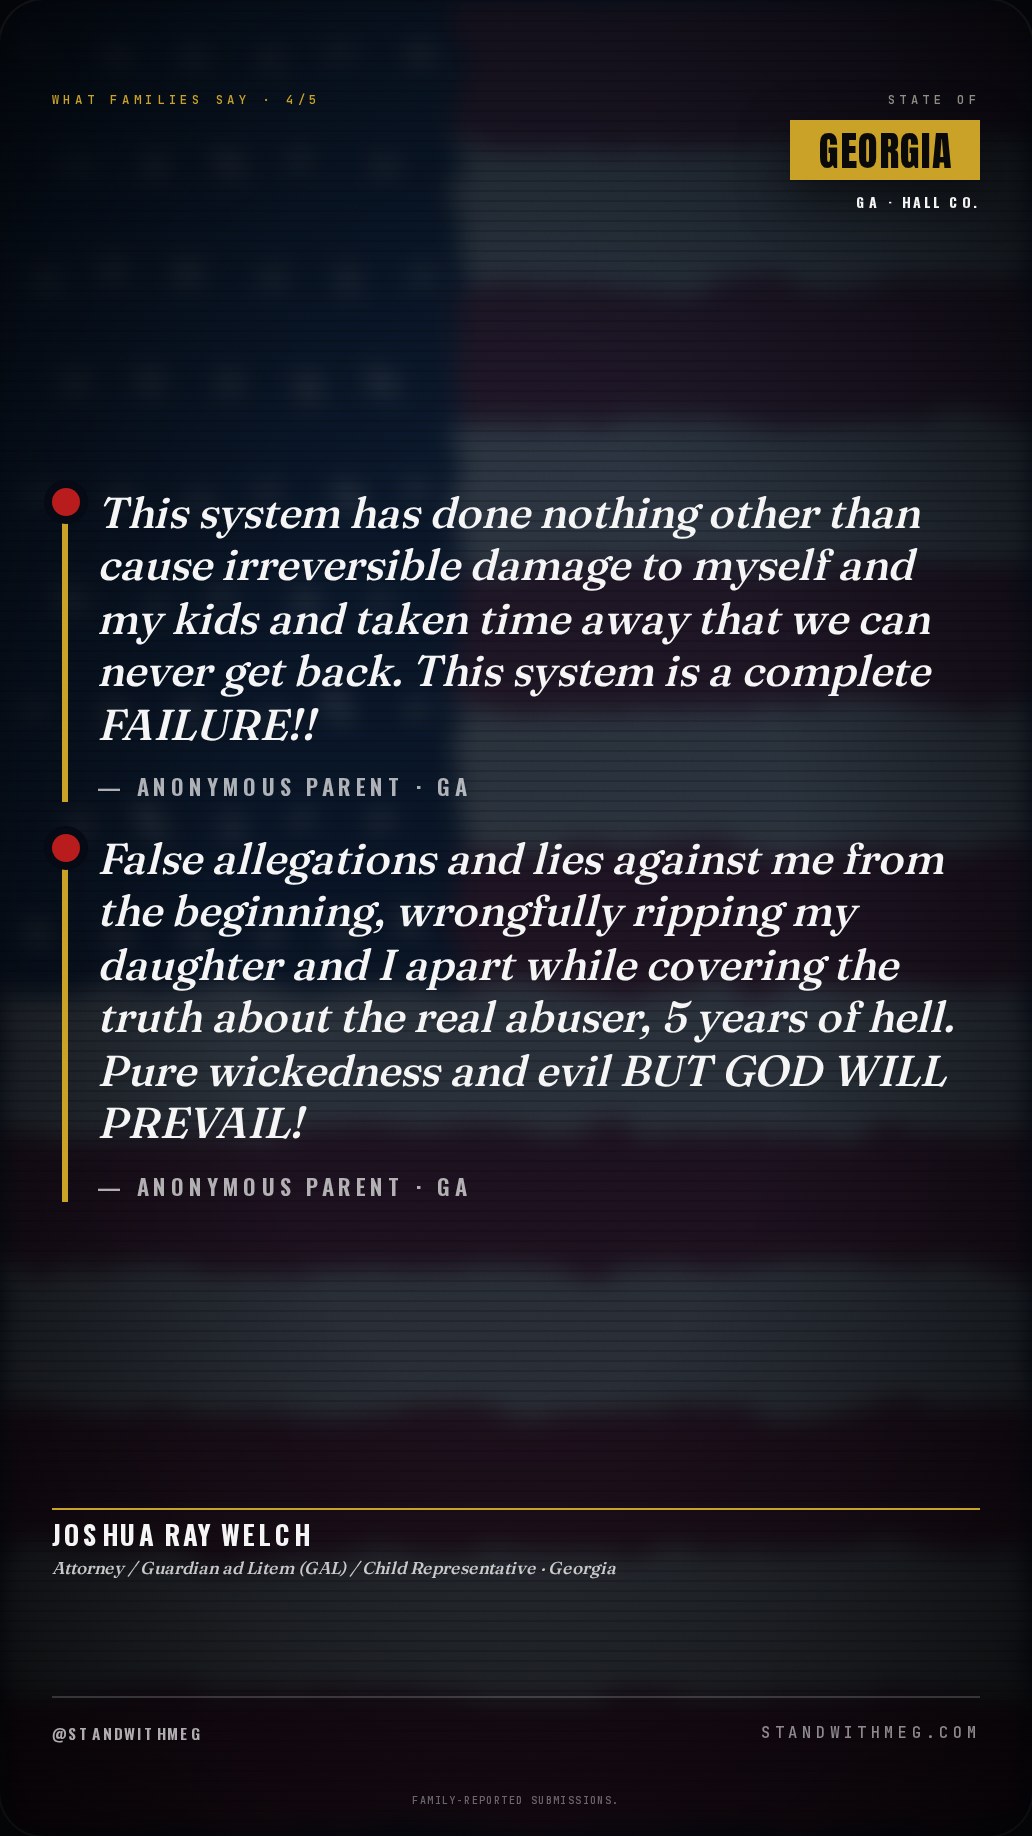 WHAT FAMILIES SAY · 4/5
STATE OF
GEORGIA
GA · HALL CO.
This system has done nothing other than
cause irreversible damage to myself and
my kids and taken time away that we can
never get back. This system is a complete
FAILURE!!
— ANONYMOUS PARENT · GA
False allegations and lies against me from
the beginning, wrongfully ripping my
daughter and I apart while covering the
truth about the real abuser, 5 years of hell.
Pure wickedness and evil BUT GOD WILL
PREVAIL!
— ANONYMOUS PARENT · GA
JOSHUA RAY WELCH
Attorney / Guardian ad Litem (GAL) / Child Representative · Georgia
@STANDWITHMEG
STANDWITHMEG.COM
FAMILY-REPORTED SUBMISSIONS.